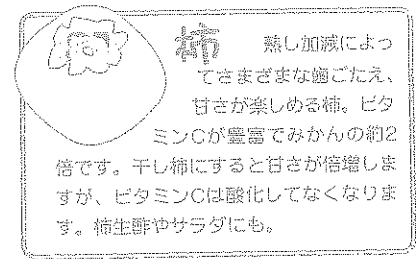 柿 熟し加減によっ
てさまざまな歯ごたえ、
甘さが楽しめる柿。ビタ
ミンCが豊富でみかんの約2
倍です。干し柿にすると甘さが倍増しま
すが、ビタミンCは酸化してなくなりま
す。柿生酢やサラダにも。